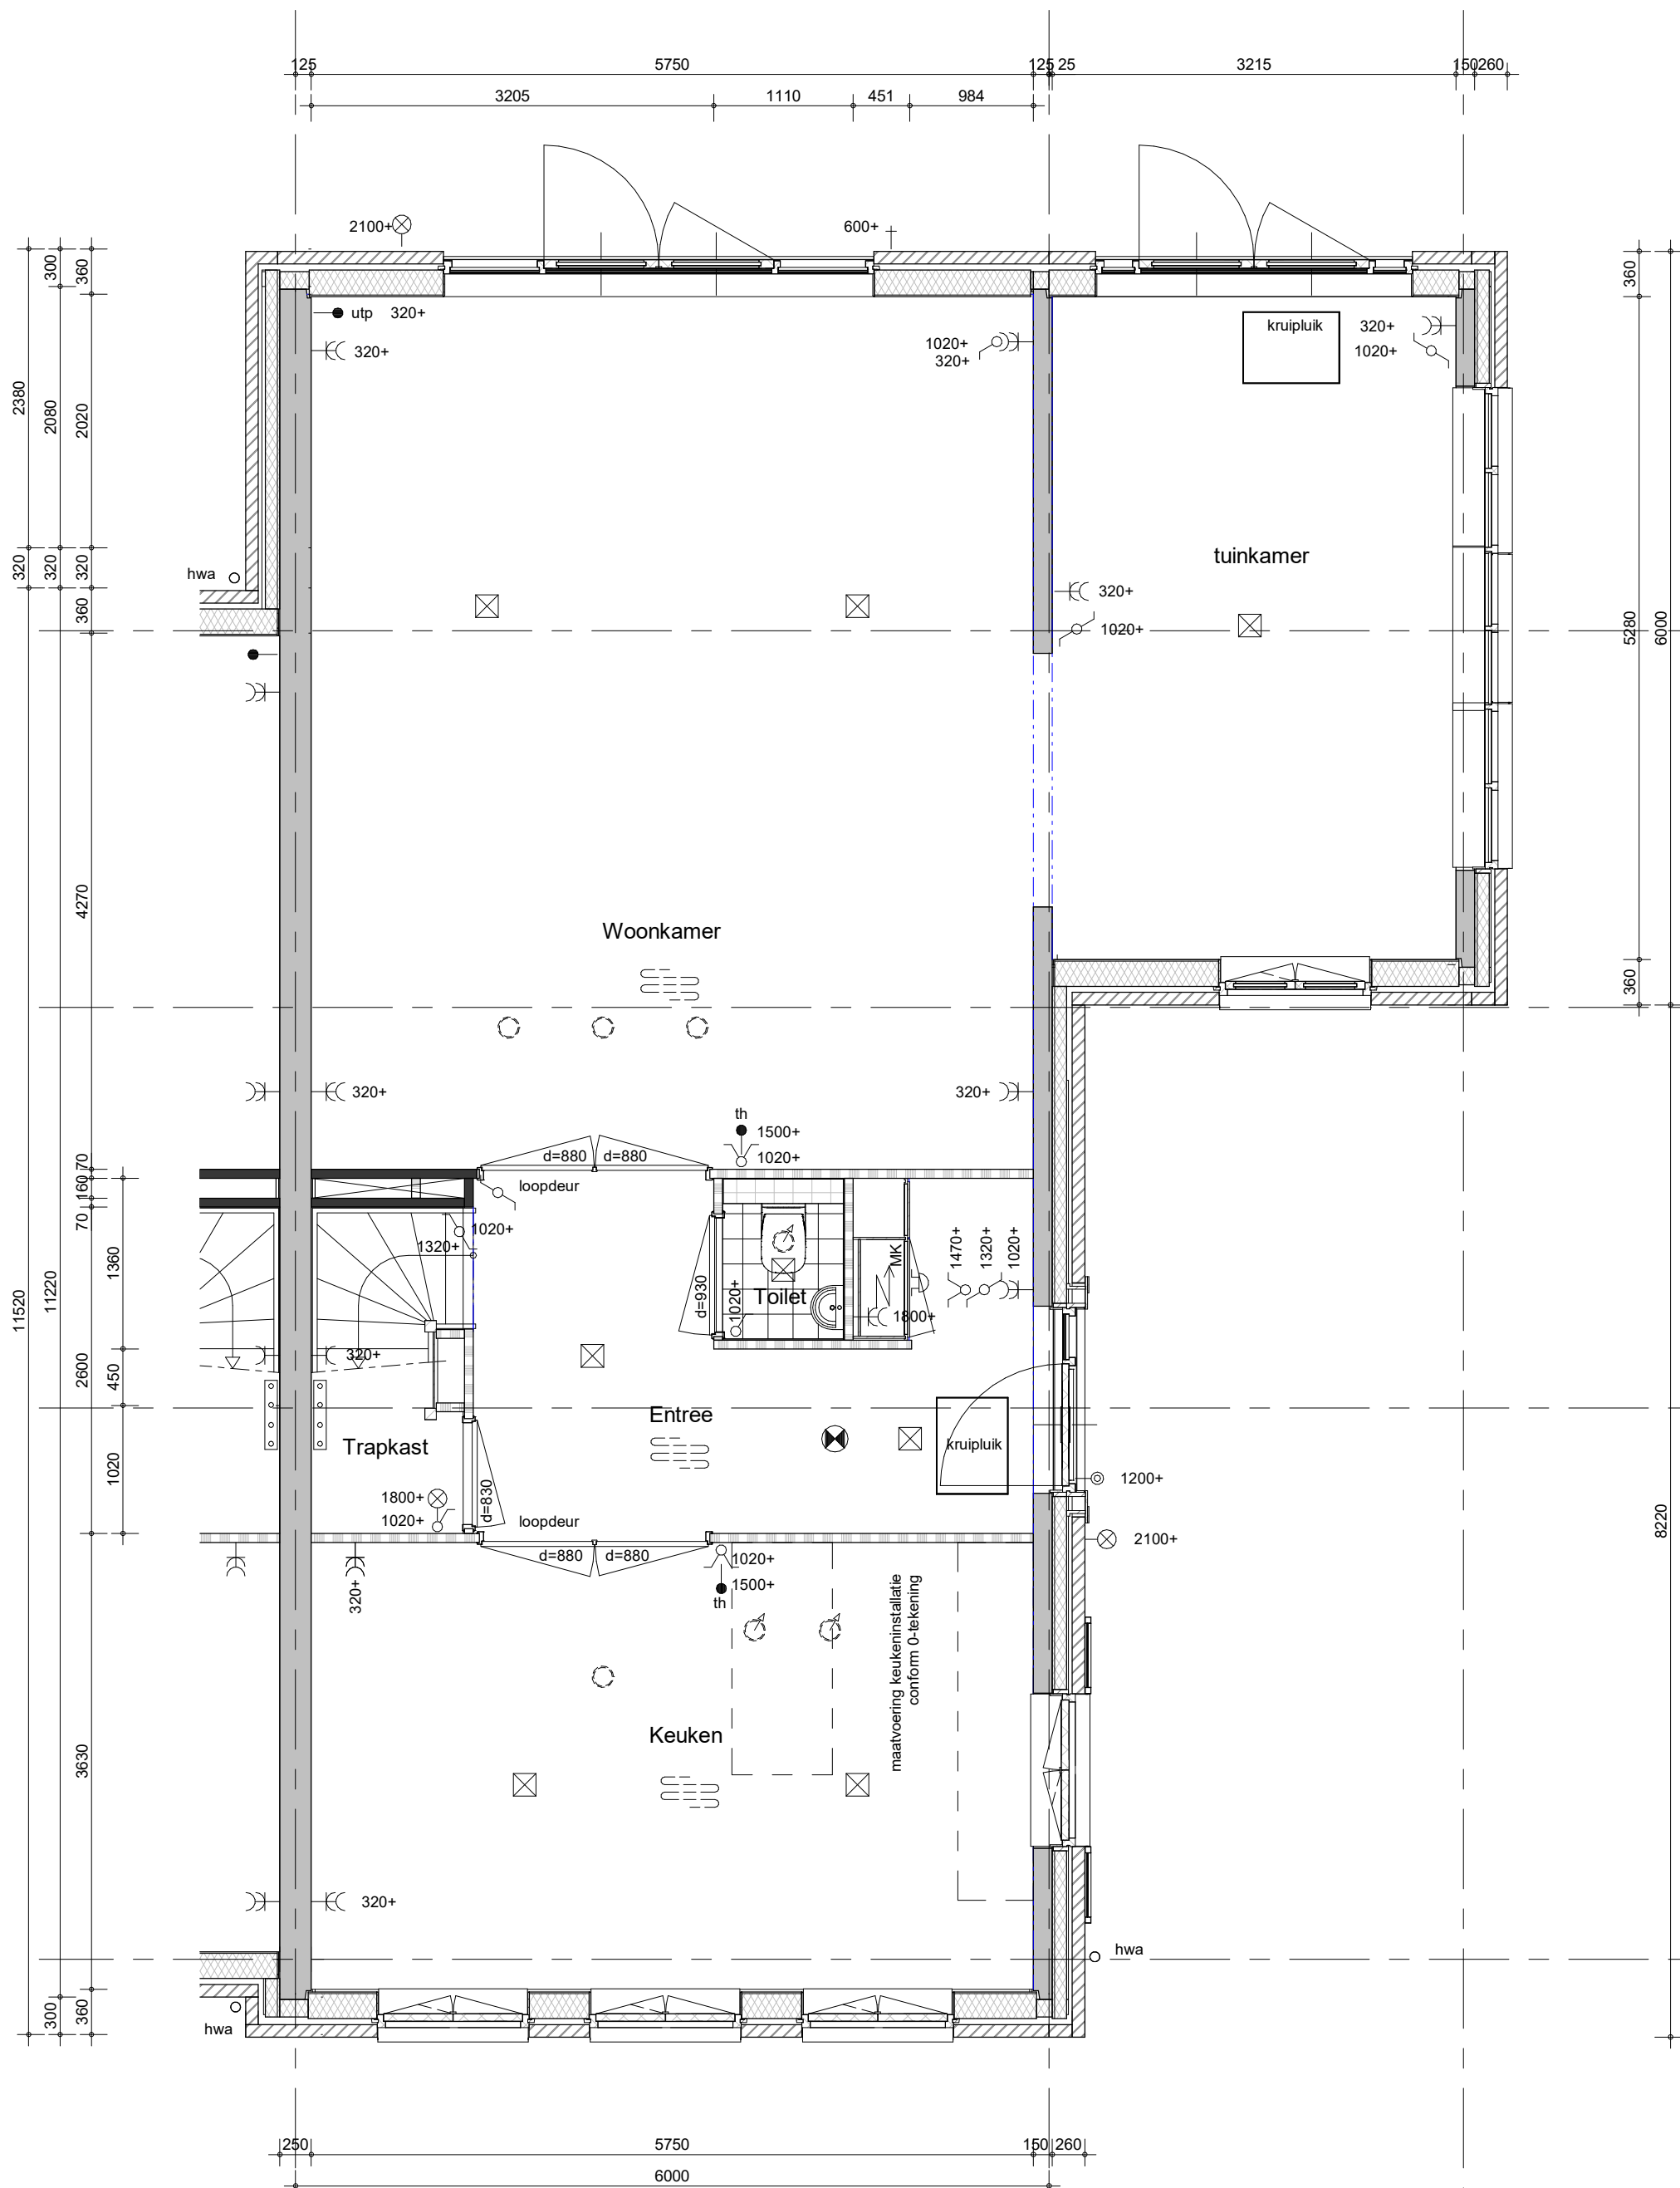 125
5750
125
25
3215
150
260
3205
1110
451
984
2100+
600+
300
360
360
utp 320+
320+
1020+
320+
kruipluik
320+
1020+
2380
2080
2020
tuinkamer
320
320
320
hwa
320+
360
1020+
5280
6000
4270
Woonkamer
360
320+
320+
th
1500+
1020+
70
160
70
d=880
d=880
loopdeur
1020+
1320+
1360
11220
11520
1470+
1320+
1020+
MK
d=930
1020+
Toilet
1800+
320+
2600
450
Entree
Trapkast
kruipluik
1020
1200+
1800+
1020+
d=830
loopdeur
2100+
8220
d=880
d=880
1020+
1500+
th
320+
maatvoering keukeninstallatie
conform 0-tekening
Keuken
3630
320+
hwa
300
360
hwa
250
5750
150
260
6000